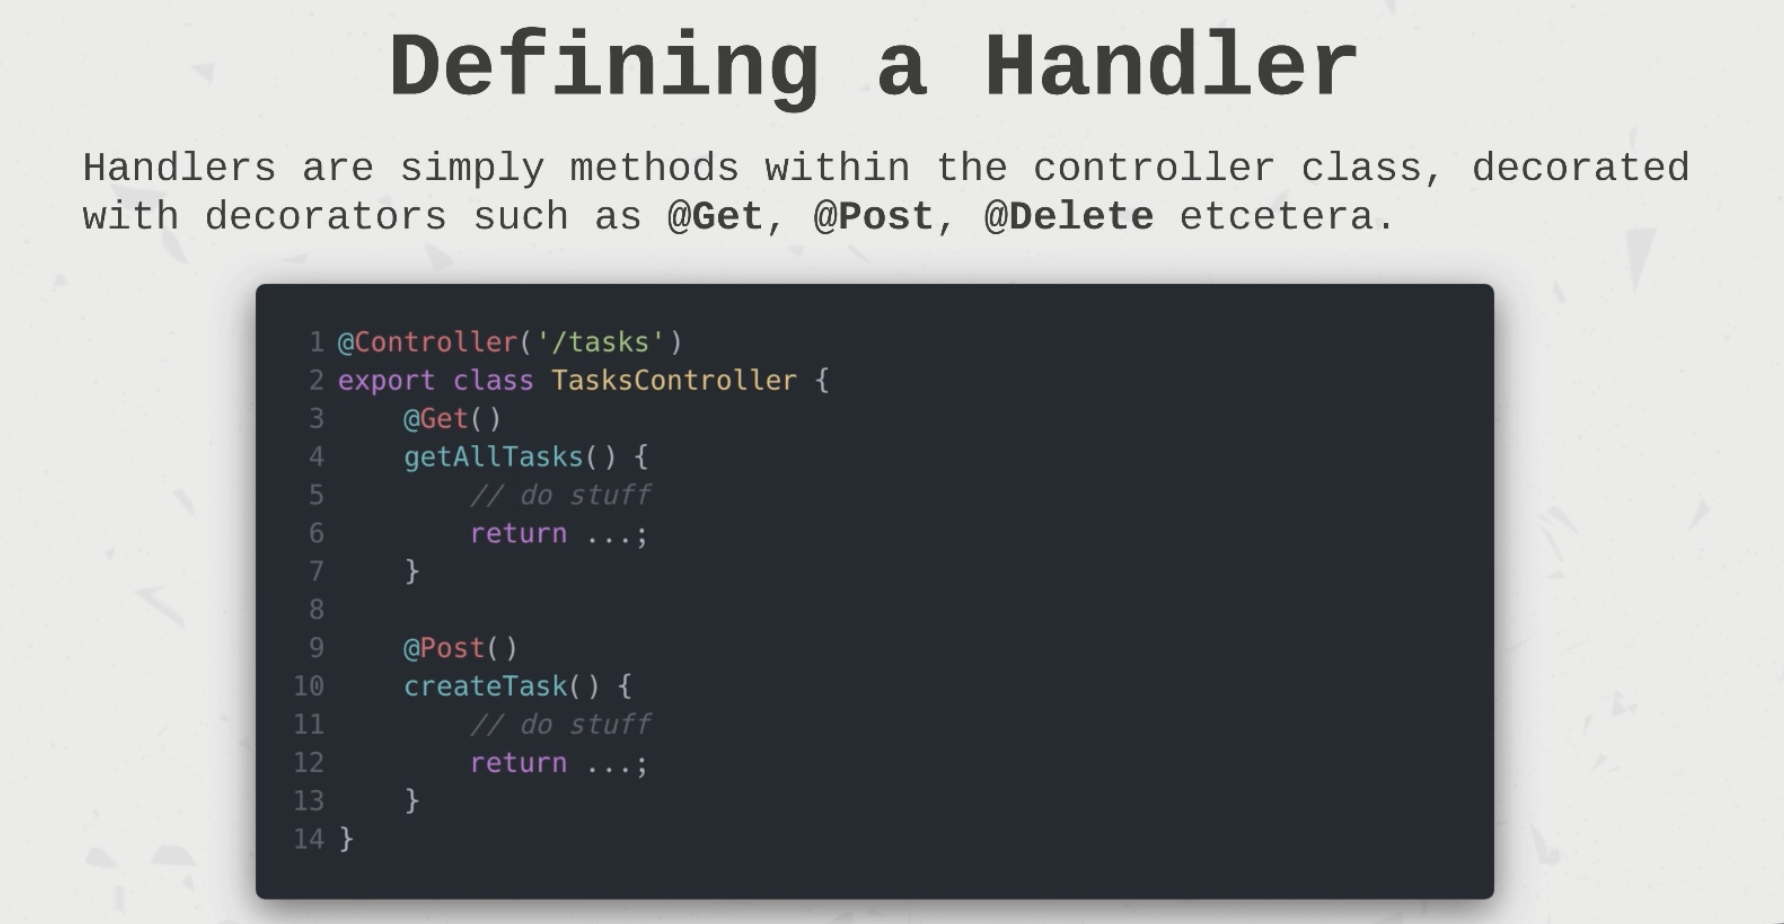 Defining a Handler
Handlers are simply methods within the controller class, decorated
with decorators such as @Get, @Post, @Delete etcetera.
1 @Controller('/tasks')
2 export class TasksController {
3     @Get()
4     getAllTasks() {
5         // do stuff
6         return ...;
7     }
8
9     @Post()
10     createTask() {
11         // do stuff
12         return ...;
13     }
14 }